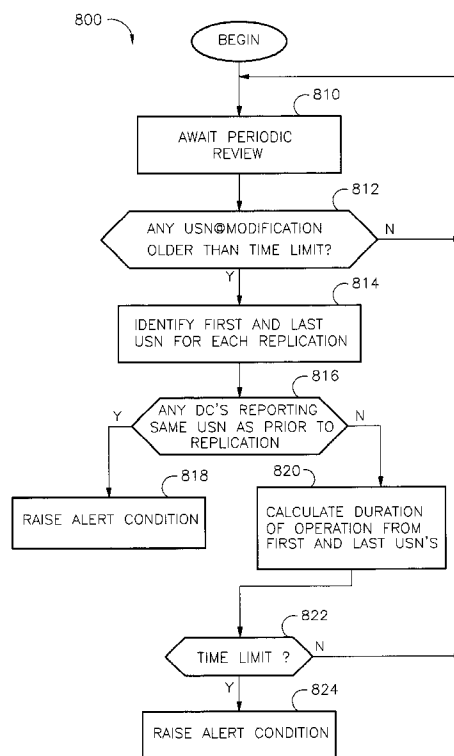 800
BEGIN
810
AWAIT PERIODIC
REVIEW
812
ANY USN@MODIFICATION
OLDER THAN TIME LIMIT?
N
Y
814
IDENTIFY FIRST AND LAST
USN FOR EACH REPLICATION
816
Y
ANY DC'S REPORTING
SAME USN AS PRIOR TO
REPLICATION
N
818
RAISE ALERT CONDITION
820
CALCULATE DURATION
OF OPERATION FROM
FIRST AND LAST USN'S
822
TIME LIMIT ?
N
Y
824
RAISE ALERT CONDITION